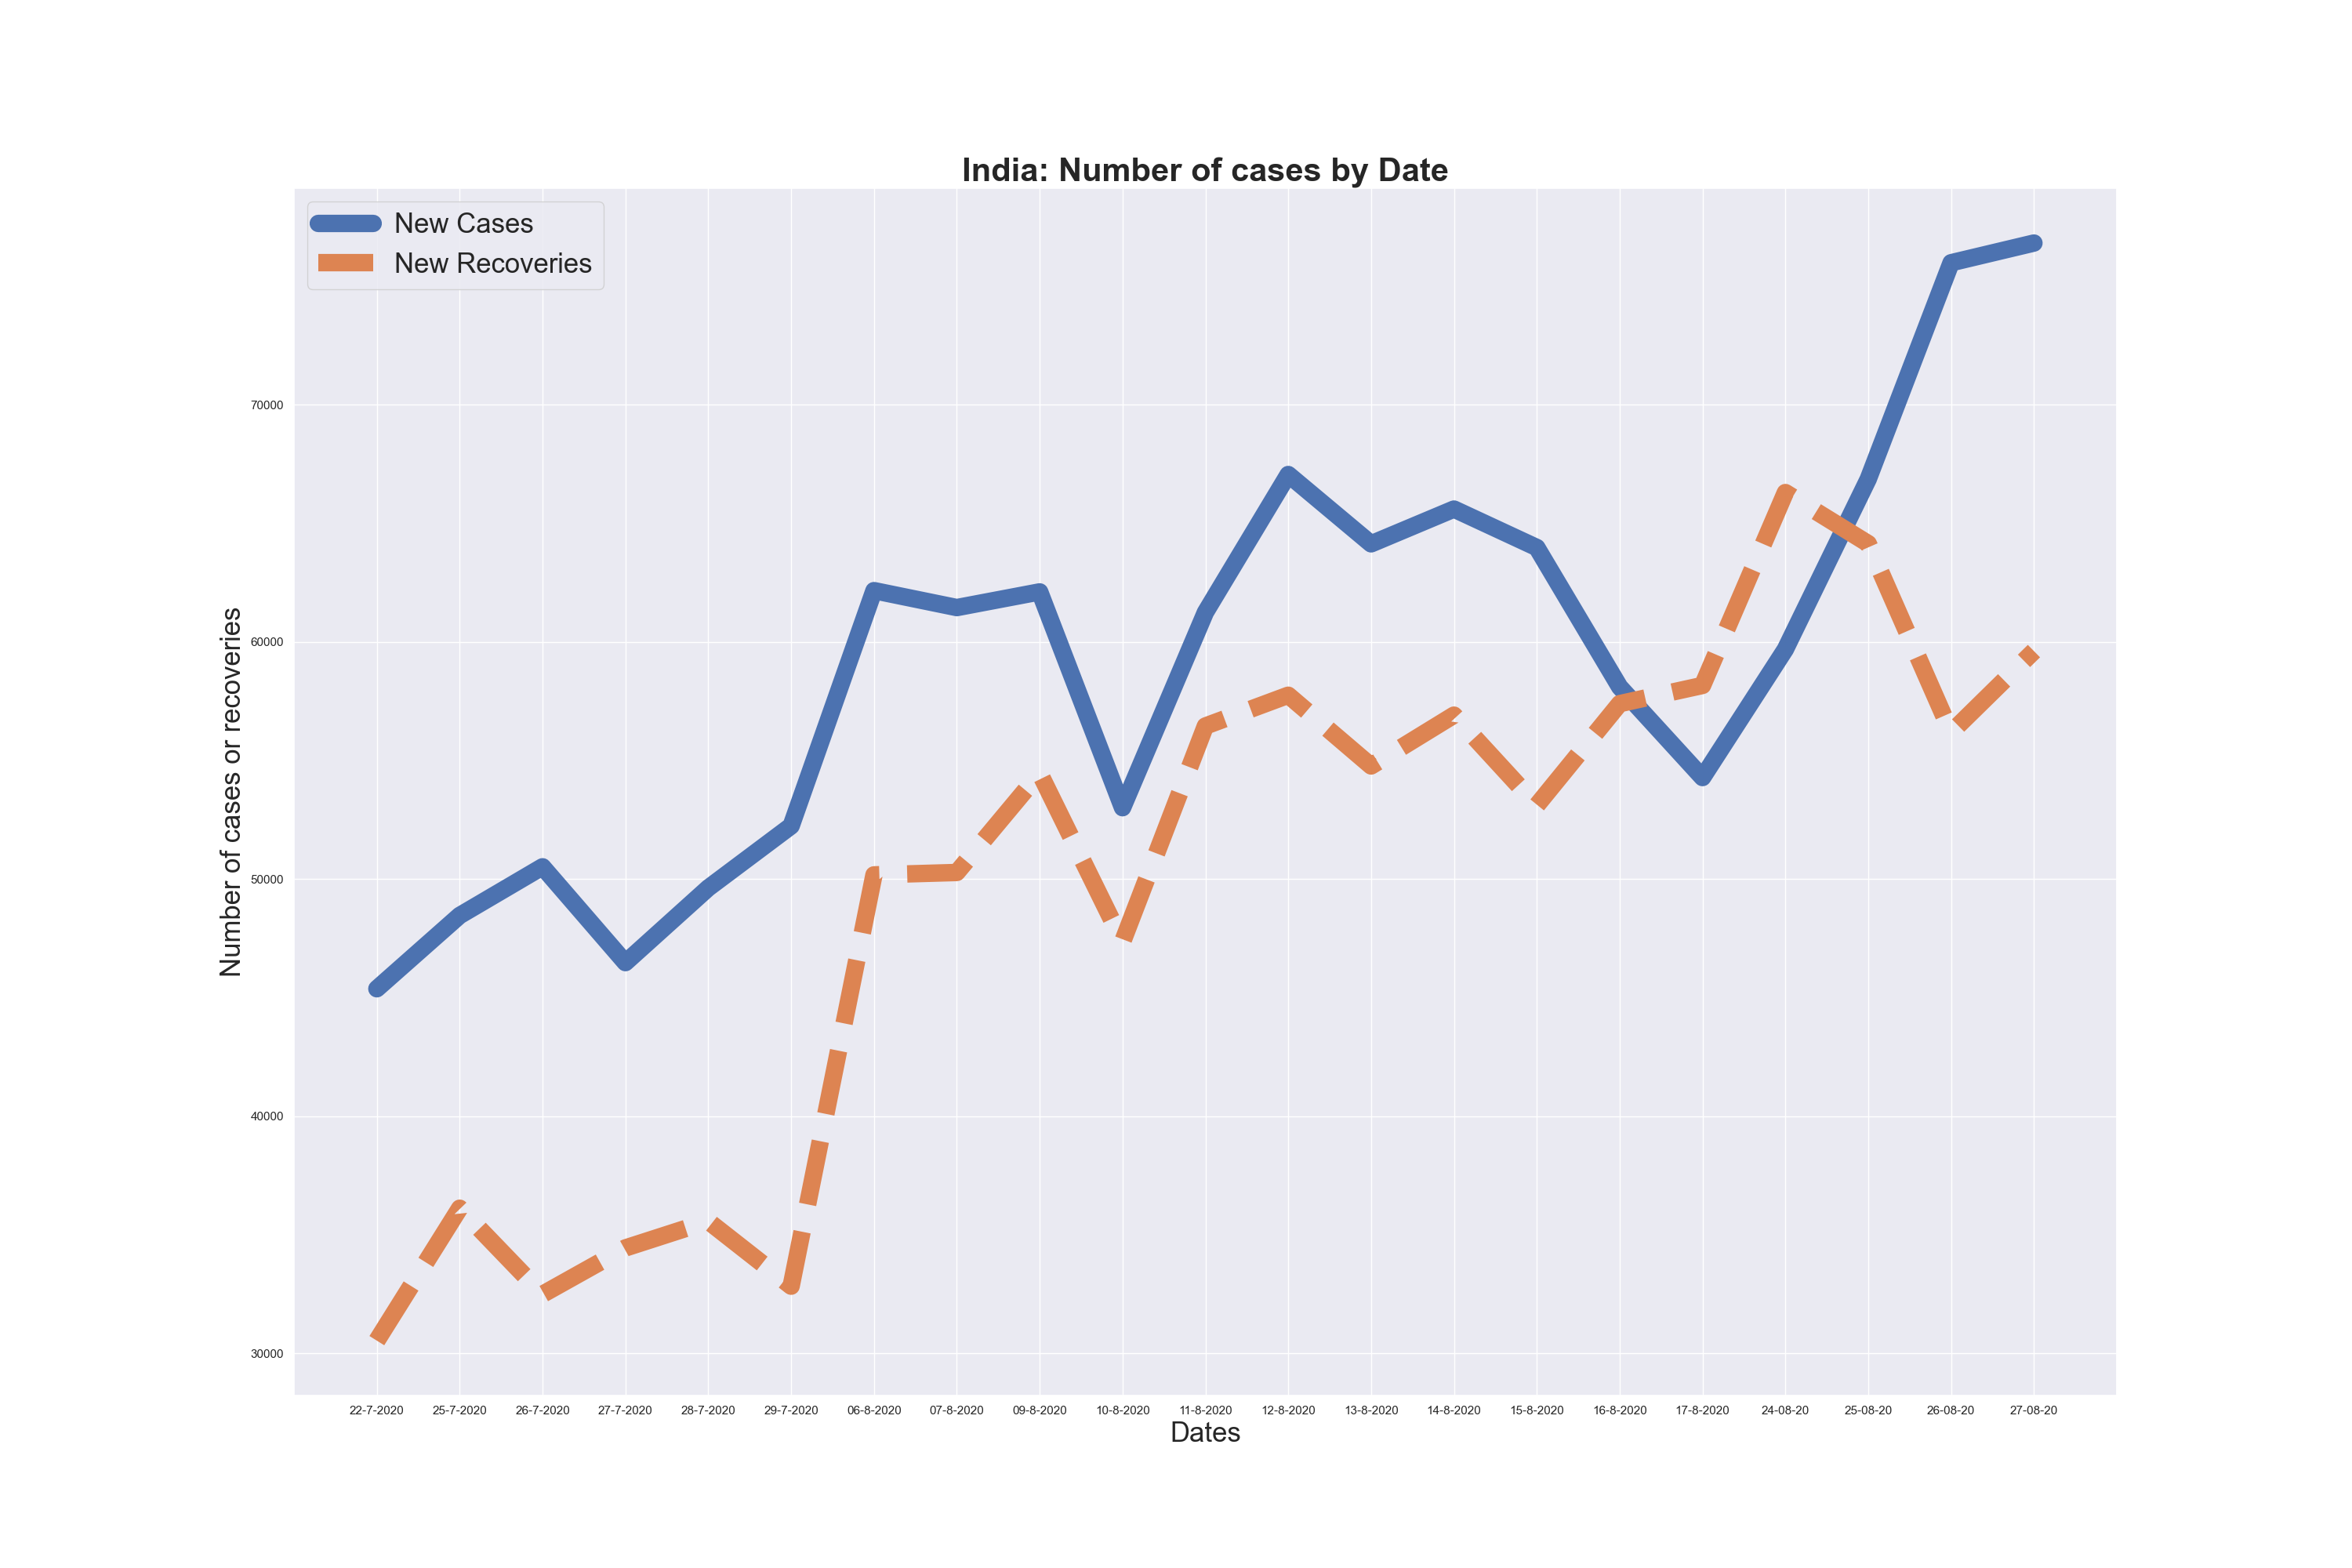 India: Number of cases by Date
New Cases
New Recoveries
Number of cases or recoveries
70000
60000
50000
40000
30000
22-7-2020 25-7-2020 26-7-2020 27-7-2020 28-7-2020 29-7-2020 06-8-2020 07-8-2020 09-8-2020 10-8-2020 11-8-2020 12-8-2020 13-8-2020 14-8-2020 15-8-2020 16-8-2020 17-8-2020 24-08-20 25-08-20 26-08-20 27-08-20
Dates